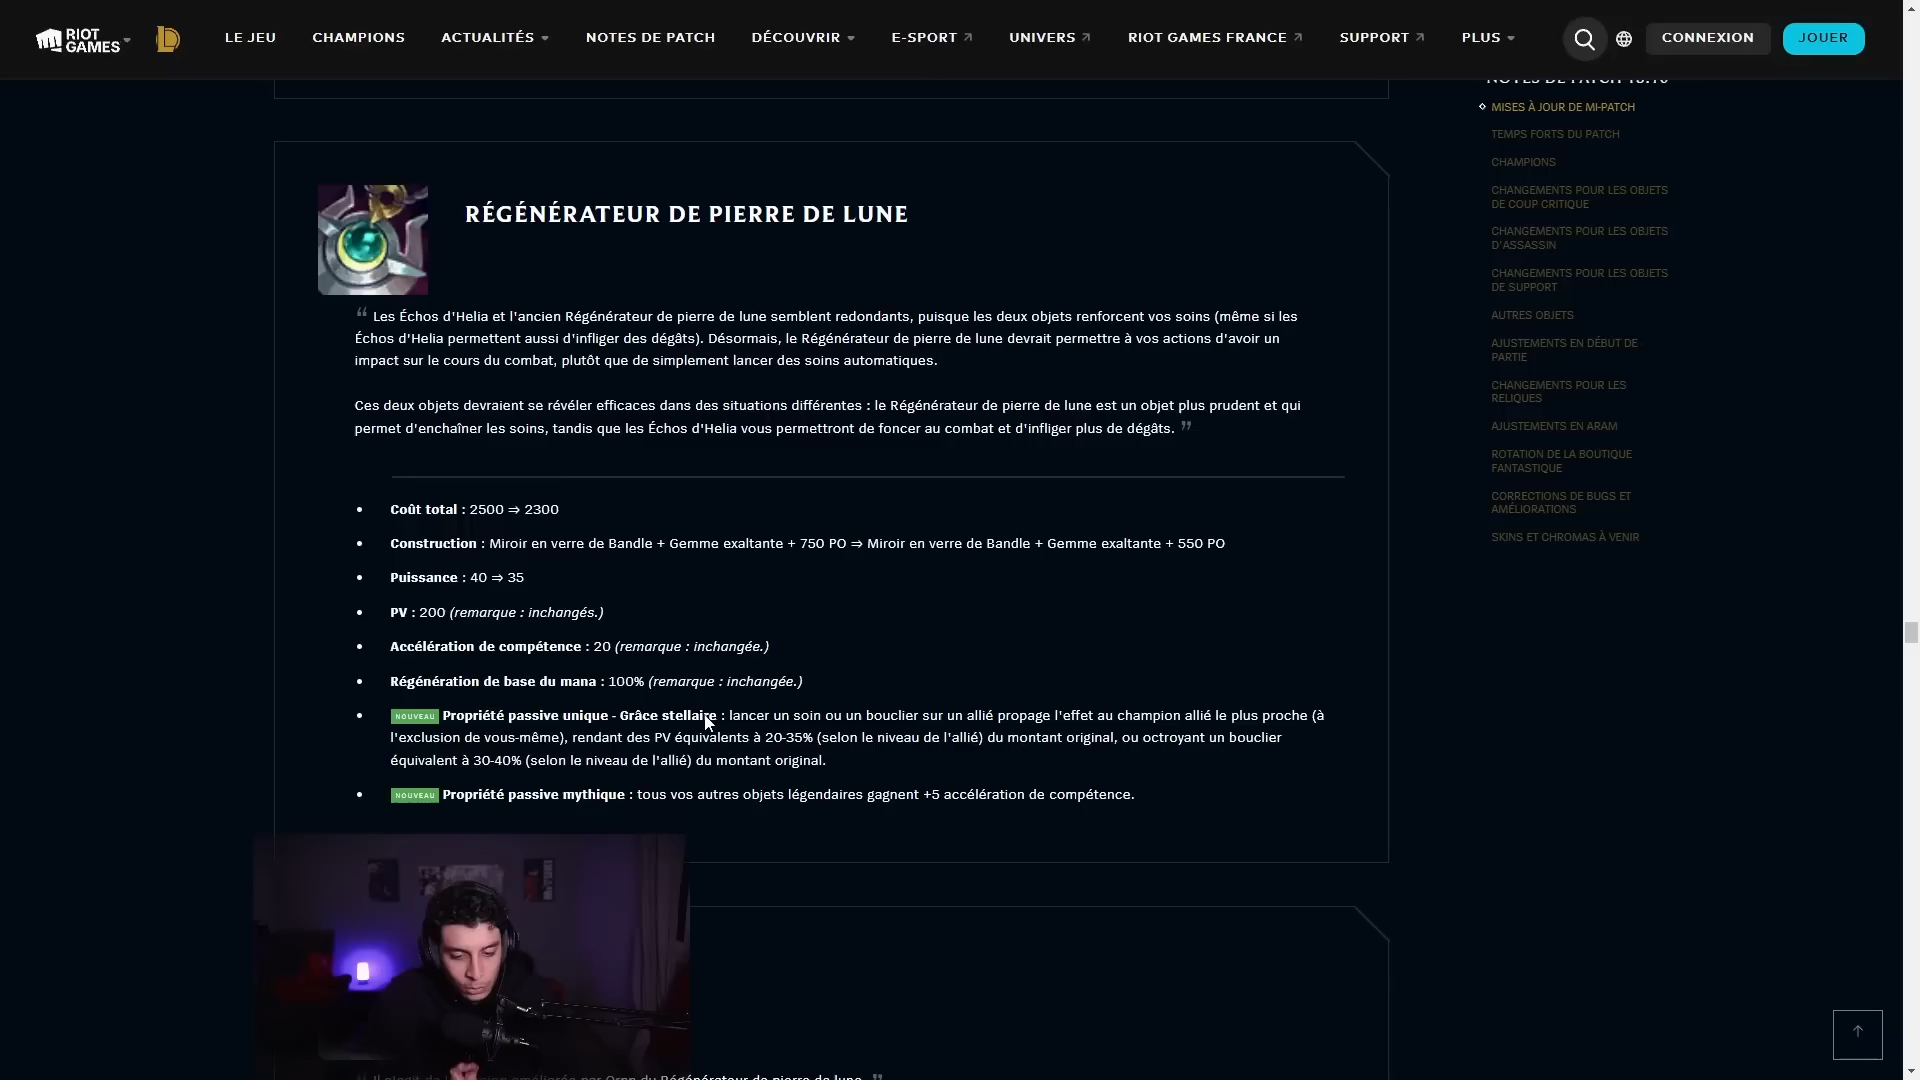 RIOT
GAMES
LE JEU
CHAMPIONS
ACTUALITÉS
NOTES DE PATCH
DÉCOUVRIR
E-SPORT
UNIVERS
RIOT GAMES FRANCE
SUPPORT
PLUS
CONNEXION
JOUER
RÉGÉNÉRATEUR DE PIERRE DE LUNE
“ Les Échos d'Helia et l'ancien Régénérateur de pierre de lune semblent redondants, puisque les deux objets renforcent vos soins (même si les
Échos d'Helia permettent aussi d'infliger des dégâts). Désormais, le Régénérateur de pierre de lune devrait permettre à vos actions d'avoir un
impact sur le cours du combat, plutôt que de simplement lancer des soins automatiques.
Ces deux objets devraient se révéler efficaces dans des situations différentes : le Régénérateur de pierre de lune est un objet plus prudent et qui
permet d'enchaîner les soins, tandis que les Échos d'Helia vous permettront de foncer au combat et d'infliger plus de dégâts. ”
• Coût total : 2500 ⇒ 2300
• Construction : Miroir en verre de Bandle + Gemme exaltante + 750 PO ⇒ Miroir en verre de Bandle + Gemme exaltante + 550 PO
• Puissance : 40 ⇒ 35
• PV : 200 (remarque : inchangés.)
• Accélération de compétence : 20 (remarque : inchangée.)
• Régénération de base du mana : 100% (remarque : inchangée.)
• NOUVEAU Propriété passive unique - Grâce stellaire : lancer un soin ou un bouclier sur un allié propage l'effet au champion allié le plus proche (à
l'exclusion de vous-même), rendant des PV équivalents à 20-35% (selon le niveau de l'allié) du montant original, ou octroyant un bouclier
équivalent à 30-40% (selon le niveau de l'allié) du montant original.
• NOUVEAU Propriété passive mythique : tous vos autres objets légendaires gagnent +5 accélération de compétence.
du Régénérateur de pierre de lune. ”
NOTES DE PATCH 13.10
MISES À JOUR DE MI-PATCH
TEMPS FORTS DU PATCH
CHAMPIONS
CHANGEMENTS POUR LES OBJETS
DE COUP CRITIQUE
CHANGEMENTS POUR LES OBJETS
D'ASSASSIN
CHANGEMENTS POUR LES OBJETS
DE SUPPORT
AUTRES OBJETS
AJUSTEMENTS EN DÉBUT DE
PARTIE
CHANGEMENTS POUR LES
RELIQUES
AJUSTEMENTS EN ARAM
ROTATION DE LA BOUTIQUE
FANTASTIQUE
CORRECTIONS DE BUGS ET
AMÉLIORATIONS
SKINS ET CHROMAS À VENIR